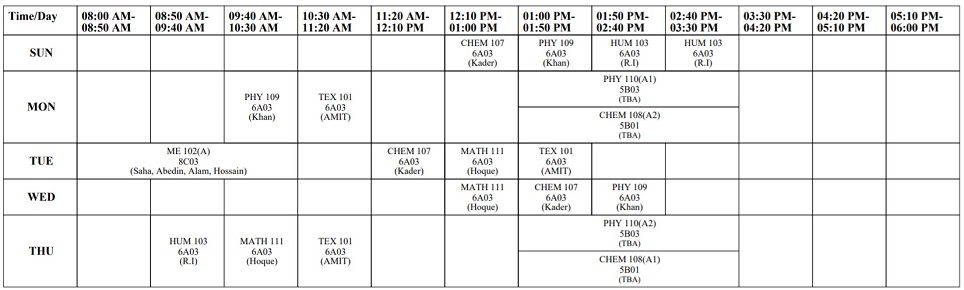 Time/Day
08:00 AM-
08:50 AM
08:50 AM-
09:40 AM
09:40 AM-
10:30 AM
10:30 AM-
11:20 AM
11:20 AM-
12:10 PM
12:10 PM-
01:00 PM
01:00 PM-
01:50 PM
01:50 PM-
02:40 PM
02:40 PM-
03:30 PM
03:30 PM-
04:20 PM
04:20 PM-
05:10 PM
05:10 PM-
06:00 PM
SUN
CHEM 107
6A03
(Kader)
PHY 109
6A03
(Khan)
HUM 103
6A03
(R.I)
HUM 103
6A03
(R.I)
MON
PHY 109
6A03
(Khan)
TEX 101
6A03
(AMIT)
PHY 110(A1)
5B03
(TBA)
CHEM 108(A2)
5B01
(TBA)
TUE
ME 102(A)
8C03
(Saha, Abedin, Alam, Hossain)
CHEM 107
6A03
(Kader)
MATH 111
6A03
(Hoque)
TEX 101
6A03
(AMIT)
WED
MATH 111
6A03
(Hoque)
CHEM 107
6A03
(Kader)
PHY 109
6A03
(Khan)
THU
HUM 103
6A03
(R.I)
MATH 111
6A03
(Hoque)
TEX 101
6A03
(AMIT)
PHY 110(A2)
5B03
(TBA)
CHEM 108(A1)
5B01
(TBA)